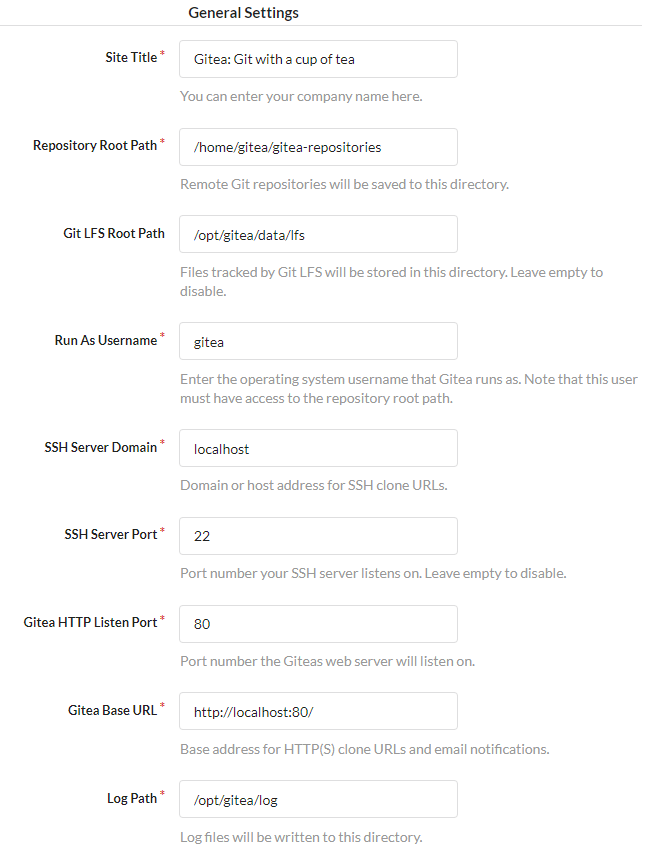 General Settings
Site Title *
Gitea: Git with a cup of tea
You can enter your company name here.
Repository Root Path *
/home/gitea/gitea-repositories
Remote Git repositories will be saved to this directory.
Git LFS Root Path
/opt/gitea/data/lfs
Files tracked by Git LFS will be stored in this directory. Leave empty to
disable.
Run As Username *
gitea
Enter the operating system username that Gitea runs as. Note that this user
must have access to the repository root path.
SSH Server Domain *
localhost
Domain or host address for SSH clone URLs.
SSH Server Port *
22
Port number your SSH server listens on. Leave empty to disable.
Gitea HTTP Listen Port *
80
Port number the Giteas web server will listen on.
Gitea Base URL *
http://localhost:80/
Base address for HTTP(S) clone URLs and email notifications.
Log Path *
/opt/gitea/log
Log files will be written to this directory.